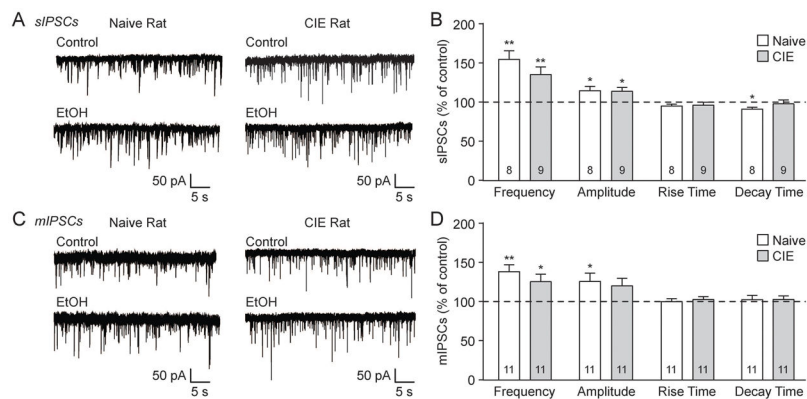 A sIPSCs
Naive Rat
CIE Rat
Control
Control
EtOH
EtOH
50 pA
5 s
50 pA
5 s
B
200
150
100
50
0
sIPSCs (% of control)
Naive
CIE
** ** * * *
8 9 8 9 8 9 8 9
Frequency Amplitude Rise Time Decay Time
C mIPSCs
Naive Rat
CIE Rat
Control
Control
EtOH
EtOH
50 pA
5 s
50 pA
5 s
D
200
150
100
50
0
mIPSCs (% of control)
Naive
CIE
** * *
11 11 11 11 11 11 11 11
Frequency Amplitude Rise Time Decay Time